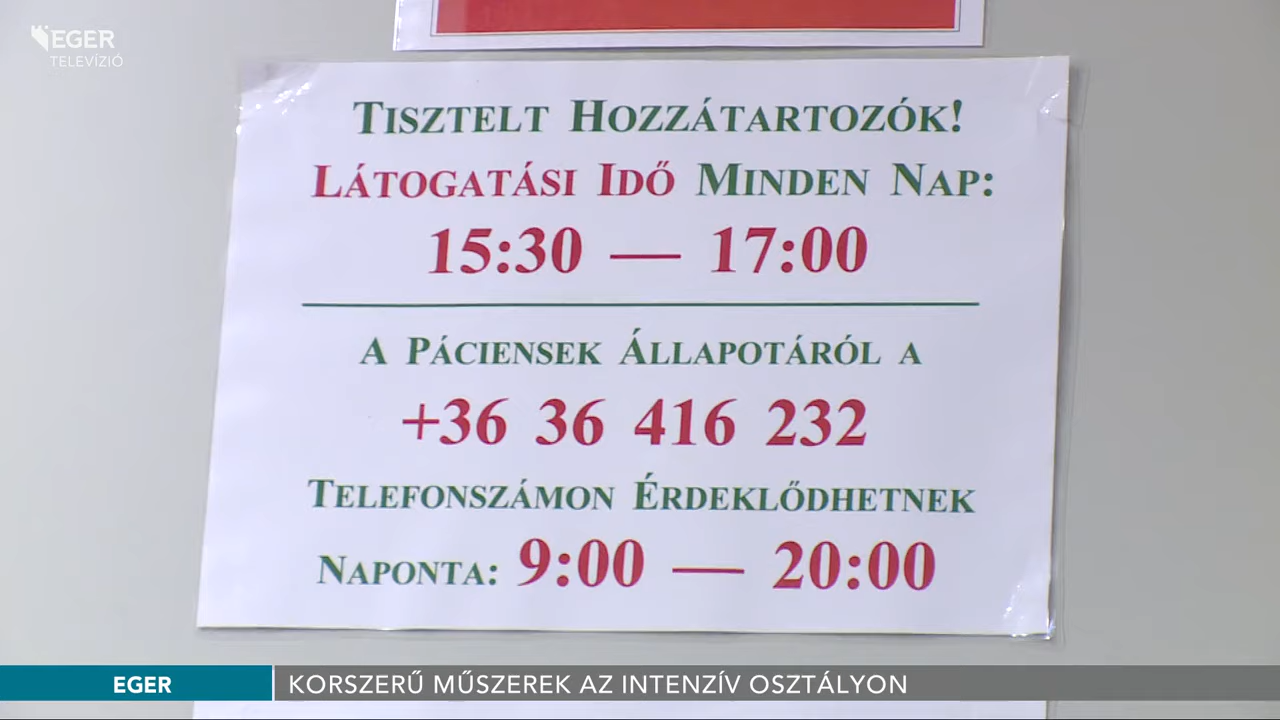 EGER
TELEVÍZIÓ
TISZTELT HOZZÁTARTOZÓK!
LÁTOGATÁSI IDŐ MINDEN NAP:
15:30 — 17:00
A PÁCIENSEK ÁLLAPOTÁRÓL A
+36 36 416 232
TELEFONSZÁMON ÉRDEKLŐDHETNEK
NAPONTA: 9:00 — 20:00
EGER
KORSZERŰ MŰSZEREK AZ INTENZÍV OSZTÁLYON